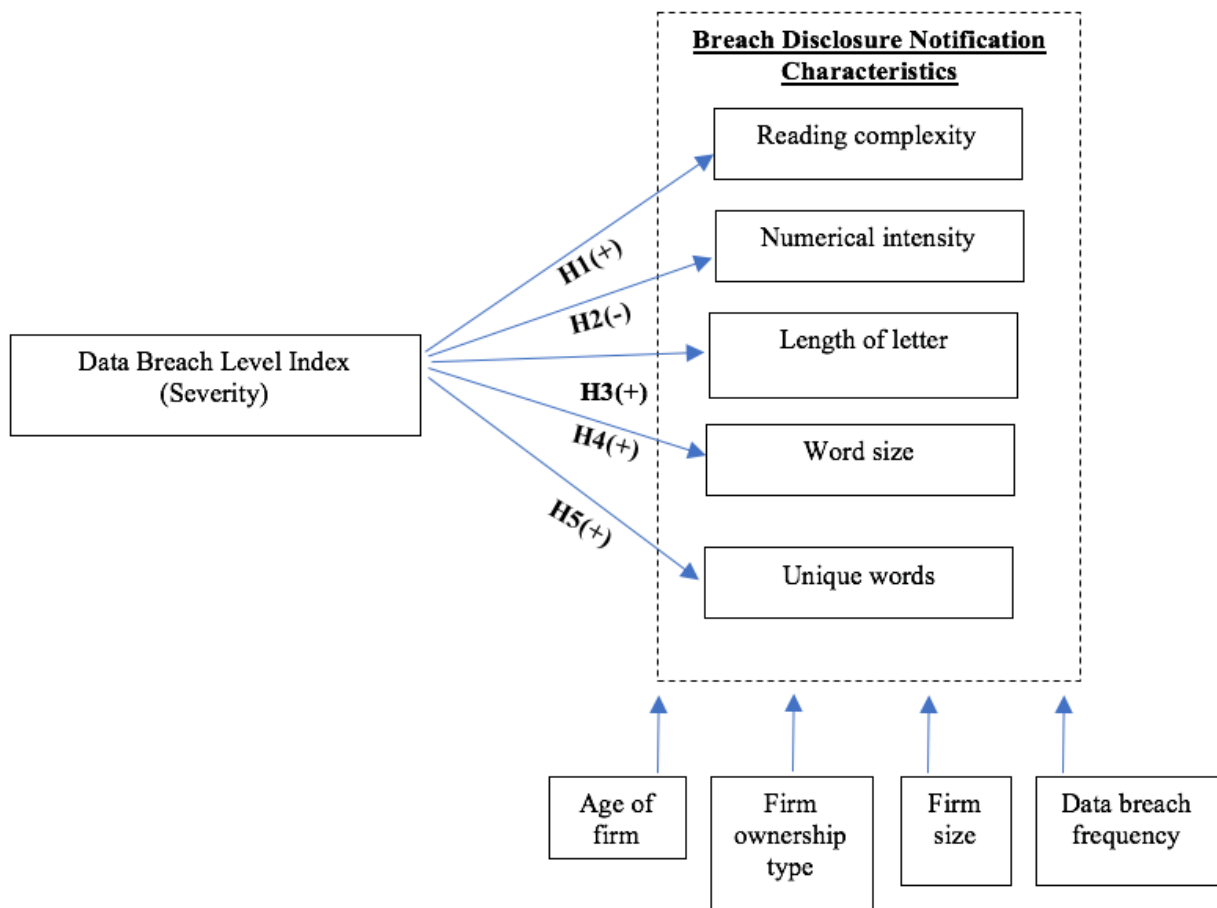 Breach Disclosure Notification
Characteristics
Reading complexity
Numerical intensity
Length of letter
Word size
Unique words
H1(+)
H2(-)
H3(+)
H4(+)
H5(+)
Data Breach Level Index
(Severity)
Age of
firm
Firm
ownership
type
Firm
size
Data breach
frequency